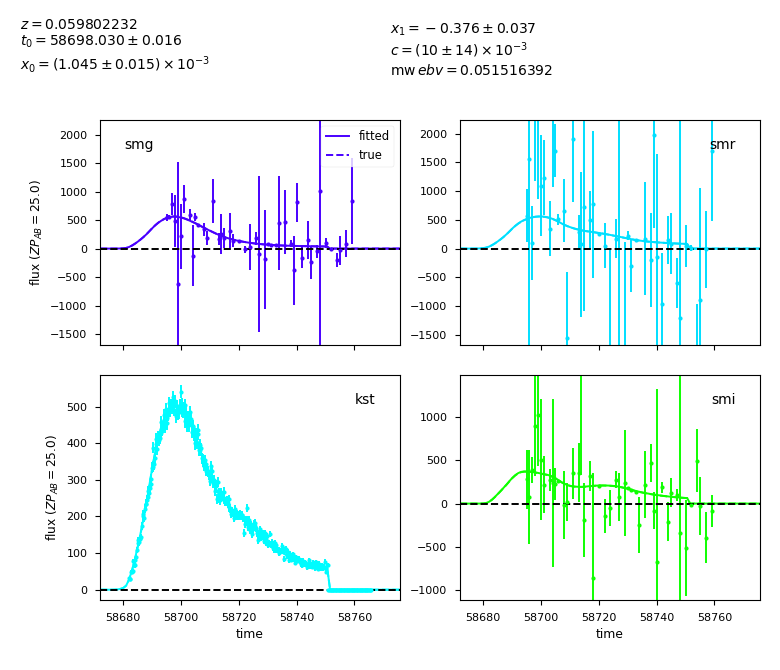 z = 0.059802232
t₀ = 58698.030 ± 0.016
x₀ = (1.045 ± 0.015) × 10⁻³
x₁ = −0.376 ± 0.037
c = (10 ± 14) × 10⁻³
mw ebv = 0.051516392
smg
fitted
true
2000
1500
1000
500
0
−500
−1000
−1500
flux (ZP_AB = 25.0)
smr
2000
1500
1000
500
0
−500
−1000
−1500
kst
500
400
300
200
100
0
flux (ZP_AB = 25.0)
58680 58700 58720 58740 58760
time
smi
1000
500
0
−500
−1000
58680 58700 58720 58740 58760
time